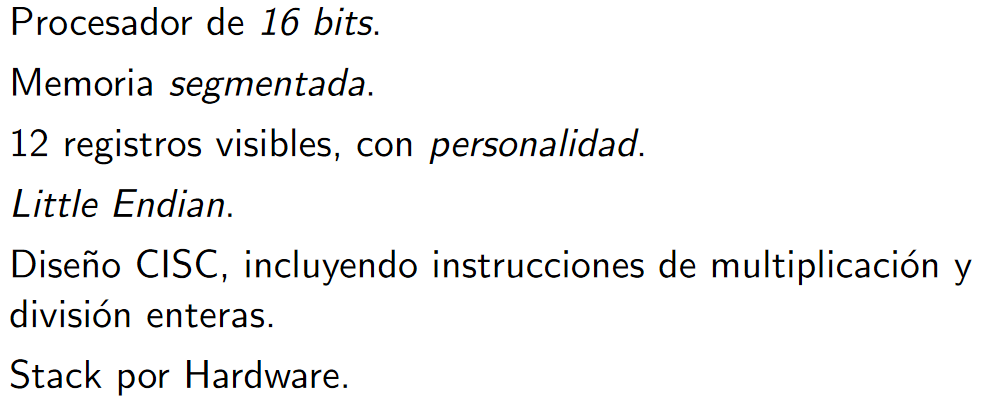 Procesador de 16 bits.
Memoria segmentada.
12 registros visibles, con personalidad.
Little Endian.
Diseño CISC, incluyendo instrucciones de multiplicación y
división enteras.
Stack por Hardware.